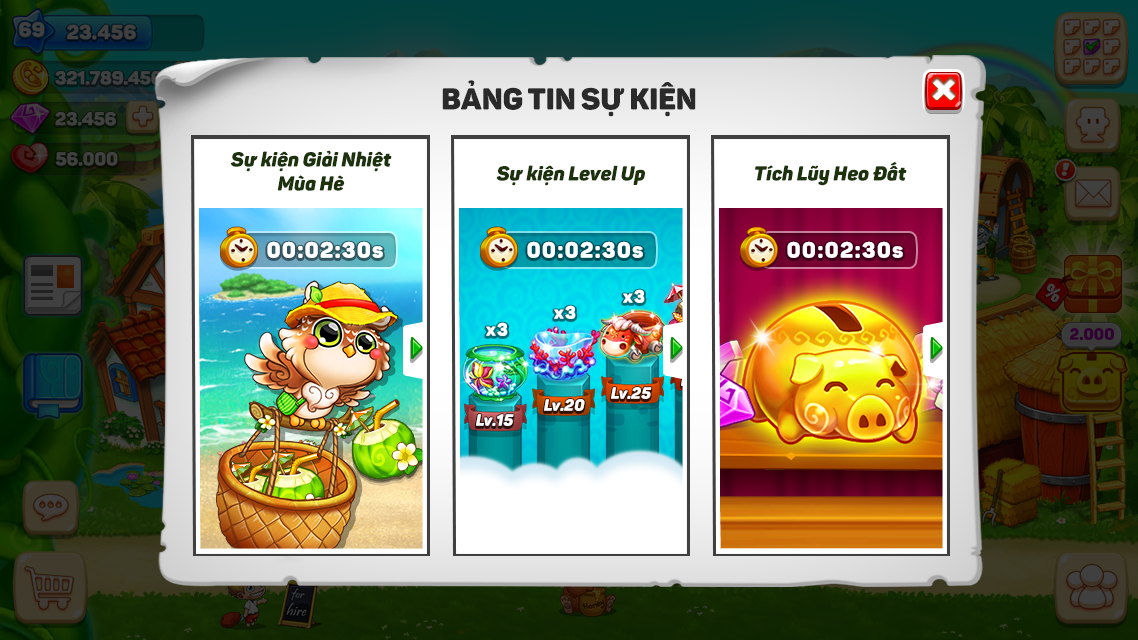 69
23.456
321.789.456
23.456
56.000
BẢNG TIN SỰ KIỆN
Sự kiện Giải Nhiệt
Mùa Hè
00:02:30s
Sự kiện Level Up
00:02:30s
x3
x3
x3
Lv.15
Lv.20
Lv.25
Tích Lũy Heo Đất
00:02:30s
!
%
2.000
for
hire
Honey